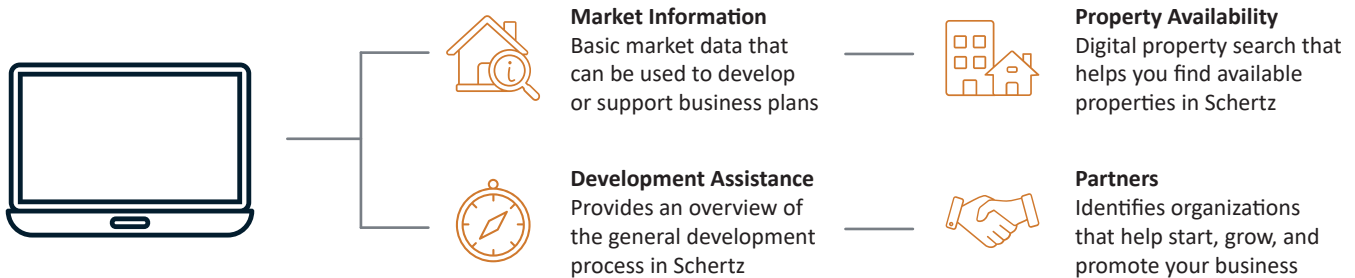 Market Information
Basic market data that
can be used to develop
or support business plans
Property Availability
Digital property search that
helps you find available
properties in Schertz
Development Assistance
Provides an overview of
the general development
process in Schertz
Partners
Identifies organizations
that help start, grow, and
promote your business